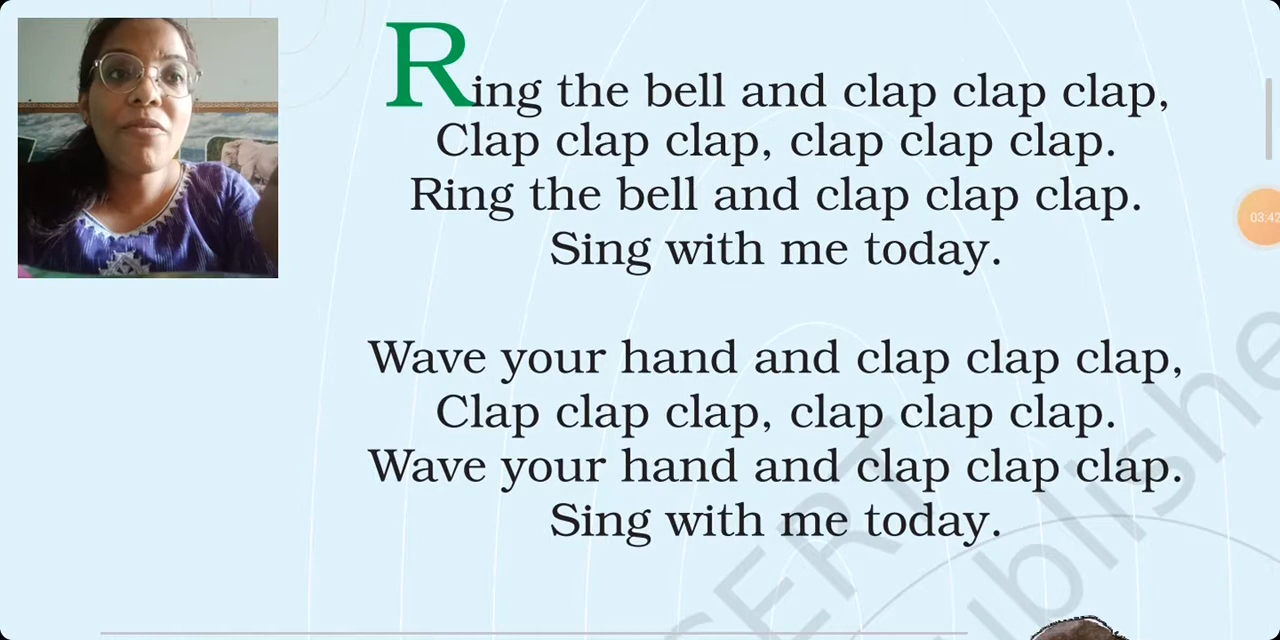 Ring the bell and clap clap clap,
Clap clap clap, clap clap clap.
Ring the bell and clap clap clap.
Sing with me today.
Wave your hand and clap clap clap,
Clap clap clap, clap clap clap.
Wave your hand and clap clap clap.
Sing with me today.
03:42